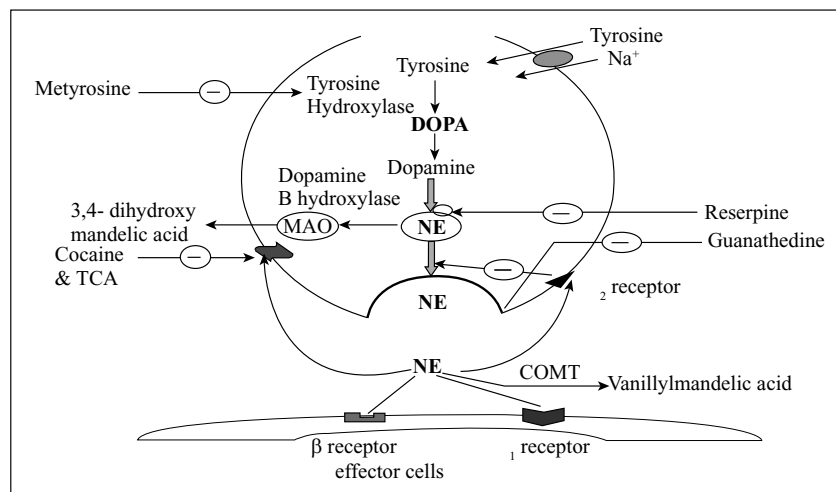 Tyrosine
Na+
Tyrosine
Metyrosine
−
Tyrosine
Hydroxylase
DOPA
Dopamine
Dopamine
B hydroxylase
3,4- dihydroxy
mandelic acid
MAO
NE
−
Reserpine
Guanathedine
−
Cocaine
& TCA
−
−
NE
2 receptor
NE
COMT
Vanillylmandelic acid
β receptor
effector cells
1 receptor